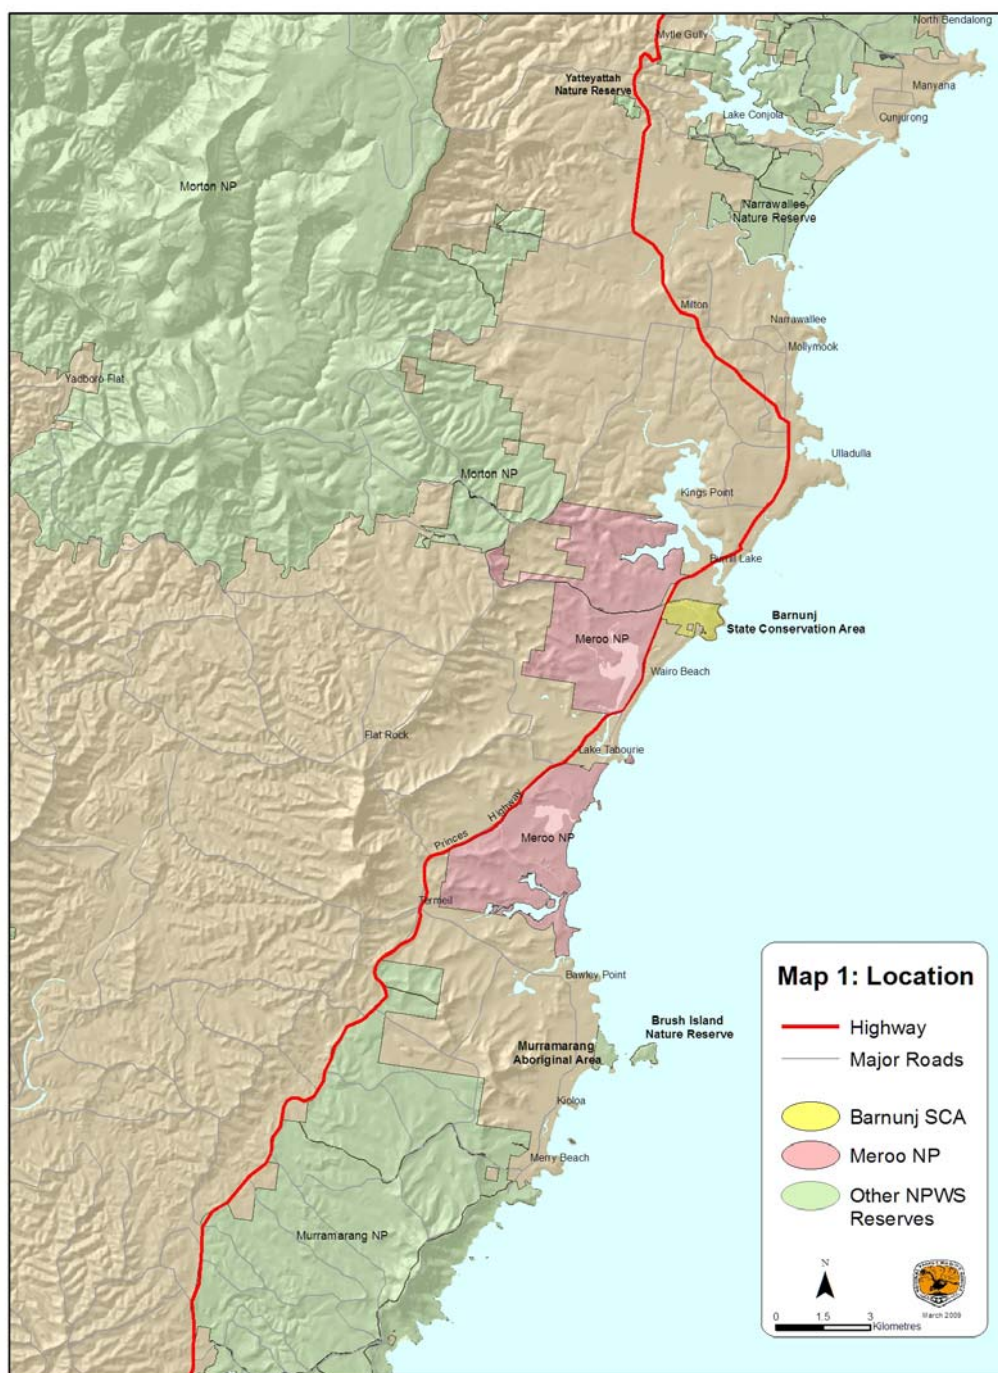 North Bendalong
Mytle Gully
Yatteyattah
Nature Reserve
Manyana
Lake Conjola
Cunjurong
Morton NP
Narrawallee
Nature Reserve
Milton
Narrawallee
Mollymook
Yadboro Flat
Ulladulla
Morton NP
Kings Point
Burrill Lake
Barnunj
State Conservation Area
Meroo NP
Wairo Beach
Flat Rock
Lake Tabourie
Princes Highway
Meroo NP
Termeil
Bawley Point
Brush Island
Nature Reserve
Murramarang
Aboriginal Area
Kioloa
Merry Beach
Murramarang NP
Map 1: Location
Highway
Major Roads
Barnunj SCA
Meroo NP
Other NPWS
Reserves
N
March 2009
0 1.5 3
Kilometres